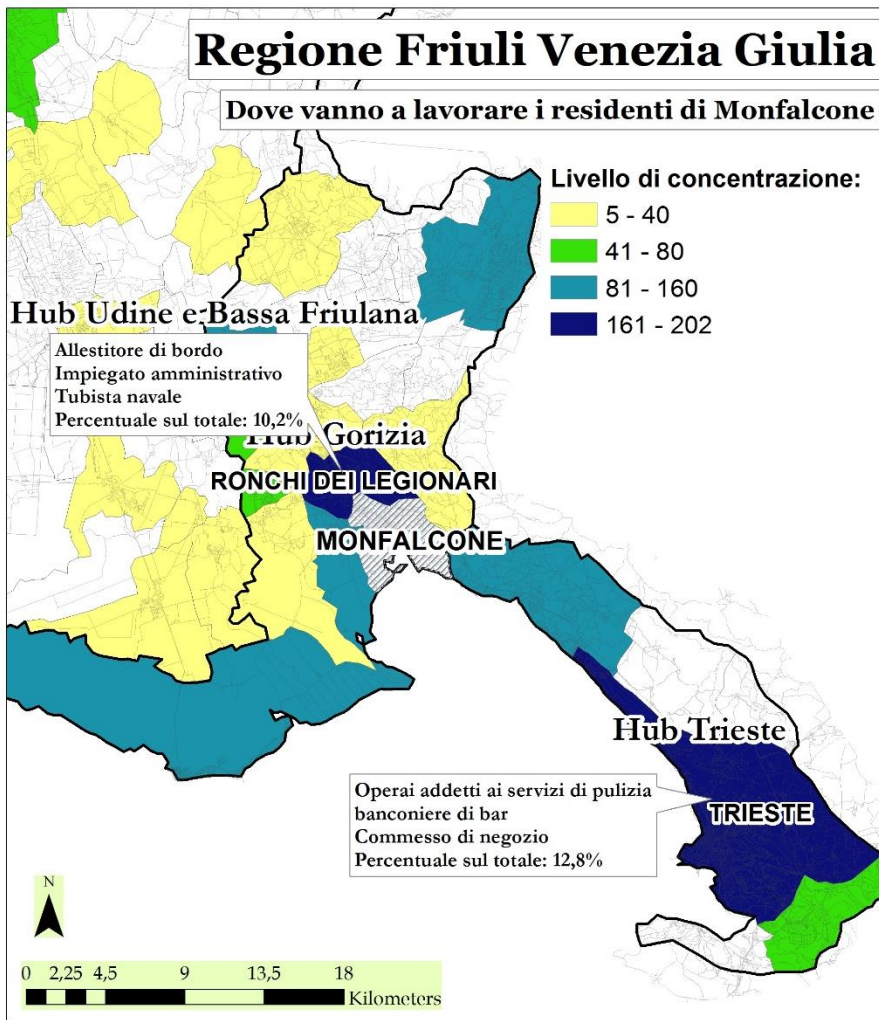 Regione Friuli Venezia Giulia
Dove vanno a lavorare i residenti di Monfalcone
Livello di concentrazione:
5 - 40
41 - 80
81 - 160
161 - 202
Hub Udine e Bassa Friulana
Allestitore di bordo
Impiegato amministrativo
Tubista navale
Percentuale sul totale: 10,2%
Hub Gorizia
RONCHI DEI LEGIONARI
MONFALCONE
Hub Trieste
Operai addetti ai servizi di pulizia
banconiere di bar
Commesso di negozio
Percentuale sul totale: 12,8%
TRIESTE
N
0 2,25 4,5 9 13,5 18
Kilometers